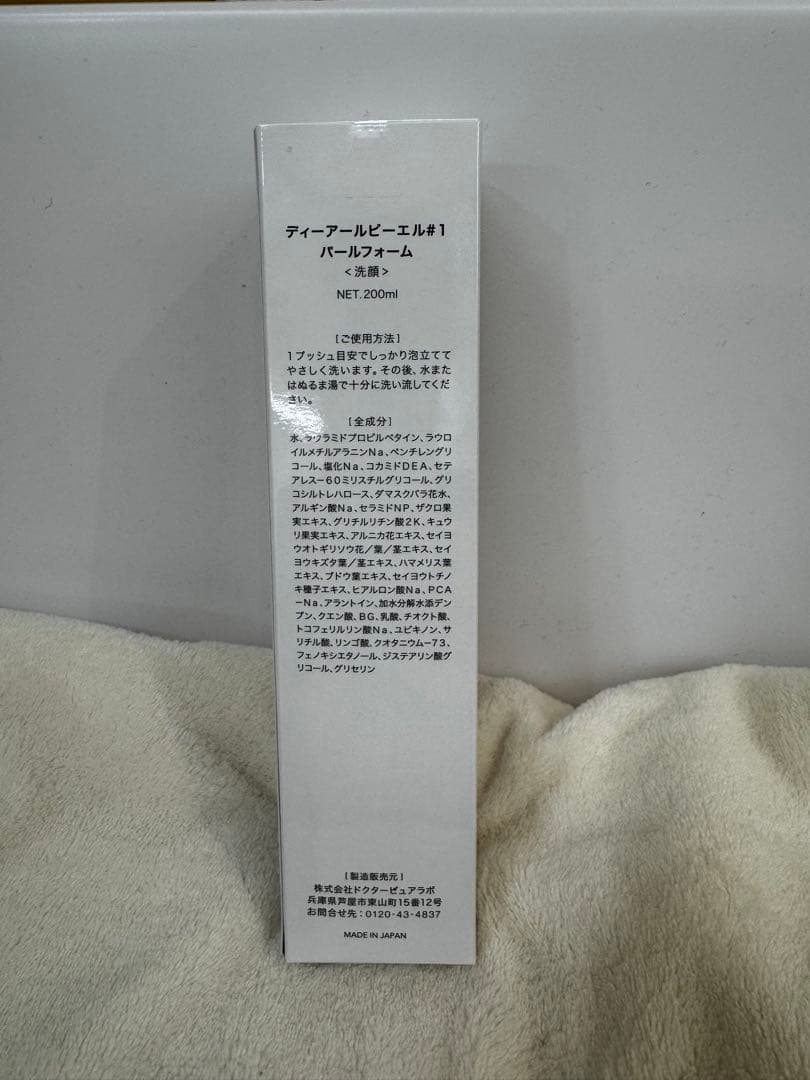 ディーアールピーエル#1
パールフォーム
<洗顔>
NET.200ml
[ご使用方法]
1プッシュ目安でしっかり泡立てて
やさしく洗います。その後、水また
はぬるま湯で十分に洗い流してくだ
さい。
[全成分]
水、ラウラミドプロピルベタイン、ラウロ
イルメチルアラニンNa、ペンチレングリ
コール、塩化Na、コカミドDEA、セテ
アレス－60ミリスチルグリコール、グリ
コシルトレハロース、ダマスクバラ花水、
アルギン酸Na、セラミドNP、ザクロ果
実エキス、グリチルリチン酸2K、キュウ
リ果実エキス、アルニカ花エキス、セイヨ
ウオトギリソウ花／葉／茎エキス、セイ
ヨウキズタ葉／茎エキス、ハマメリス葉
エキス、ブドウ葉エキス、セイヨウトチノ
キ種子エキス、ヒアルロン酸Na、PCA
－Na、アラントイン、加水分解水添デン
プン、クエン酸、BG、乳酸、チオクト酸、
トコフェリルリン酸Na、ユビキノン、サ
リチル酸、リンゴ酸、クオタニウム－73、
フェノキシエタノール、ジステアリン酸グ
リコール、グリセリン
[製造販売元]
株式会社ドクターピュアラボ
兵庫県芦屋市東山町15番12号
お問合せ先：0120-43-4837
MADE IN JAPAN